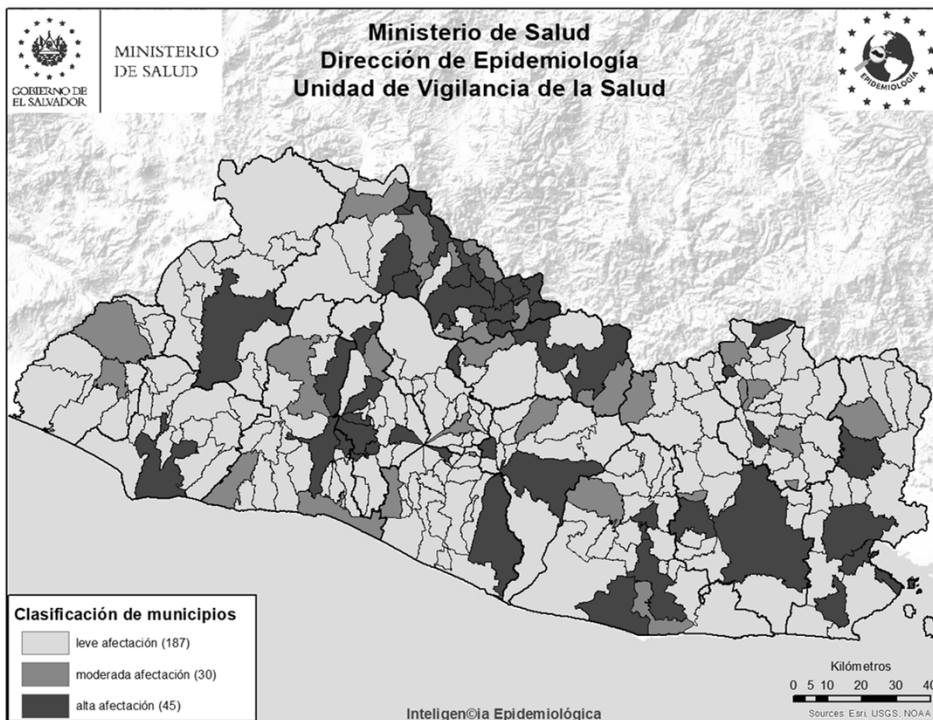 GOBIERNO DE
EL SALVADOR
MINISTERIO
DE SALUD
Ministerio de Salud
Dirección de Epidemiología
Unidad de Vigilancia de la Salud
EPIDEMIOLOGÍA
Clasificación de municipios
leve afectación (187)
moderada afectación (30)
alta afectación (45)
Inteligen©ia Epidemiológica
Kilómetros
0 5 10 20 30 40
Sources: Esri, USGS, NOAA